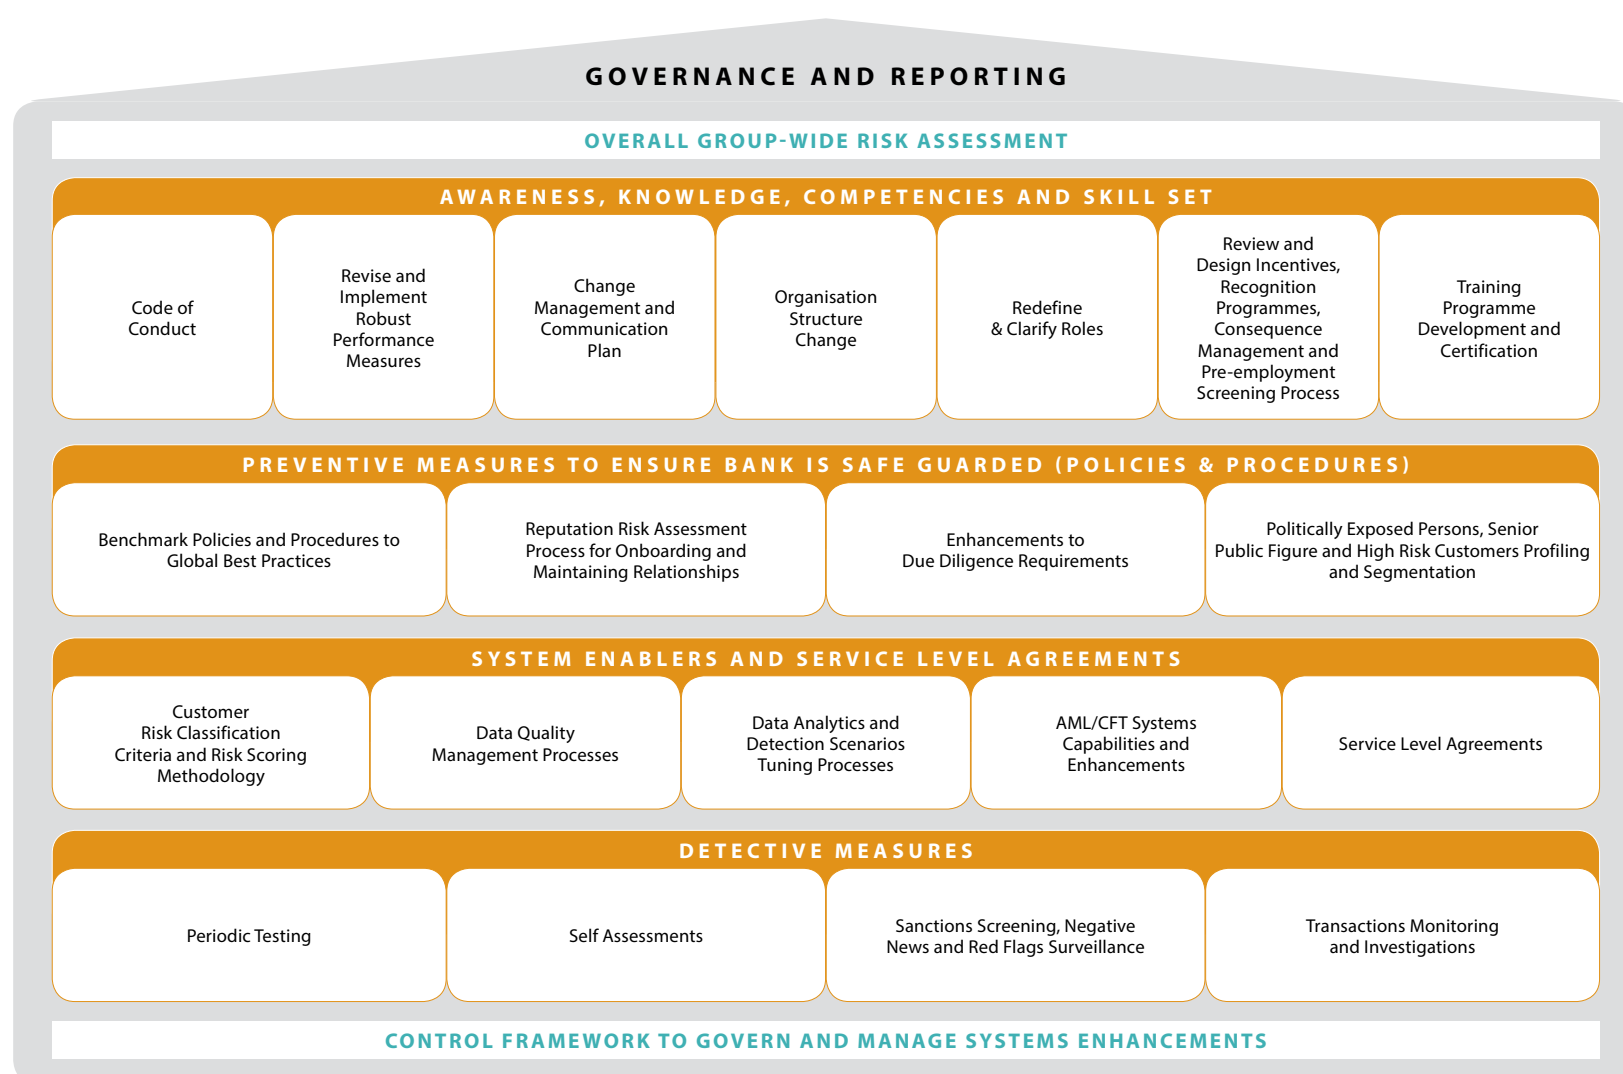 GOVERNANCE AND REPORTING
OVERALL GROUP-WIDE RISK ASSESSMENT
AWARENESS, KNOWLEDGE, COMPETENCIES AND SKILL SET
Code of
Conduct
Revise and
Implement
Robust
Performance
Measures
Change
Management and
Communication
Plan
Organisation
Structure
Change
Redefine
& Clarify Roles
Review and
Design Incentives,
Recognition
Programmes,
Consequence
Management and
Pre-employment
Screening Process
Training
Programme
Development and
Certification
PREVENTIVE MEASURES TO ENSURE BANK IS SAFE GUARDED (POLICIES & PROCEDURES)
Benchmark Policies and Procedures to
Global Best Practices
Reputation Risk Assessment
Process for Onboarding and
Maintaining Relationships
Enhancements to
Due Diligence Requirements
Politically Exposed Persons, Senior
Public Figure and High Risk Customers Profiling
and Segmentation
SYSTEM ENABLERS AND SERVICE LEVEL AGREEMENTS
Customer
Risk Classification
Criteria and Risk Scoring
Methodology
Data Quality
Management Processes
Data Analytics and
Detection Scenarios
Tuning Processes
AML/CFT Systems
Capabilities and
Enhancements
Service Level Agreements
DETECTIVE MEASURES
Periodic Testing
Self Assessments
Sanctions Screening, Negative
News and Red Flags Surveillance
Transactions Monitoring
and Investigations
CONTROL FRAMEWORK TO GOVERN AND MANAGE SYSTEMS ENHANCEMENTS